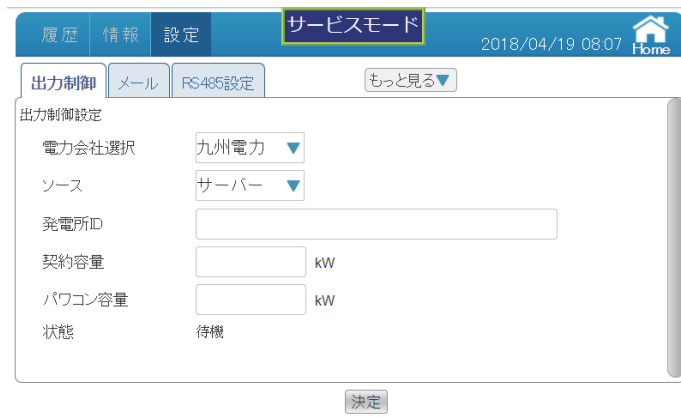 履歴 情報 設定 サービスモード 2018/04/19 08:07 Home
出力制御 メール RS485設定 もっと見る▼
出力制御設定
電力会社選択 九州電力 ▼
ソース サーバー ▼
発電所ID
契約容量 kW
パワコン容量 kW
状態 待機
決定